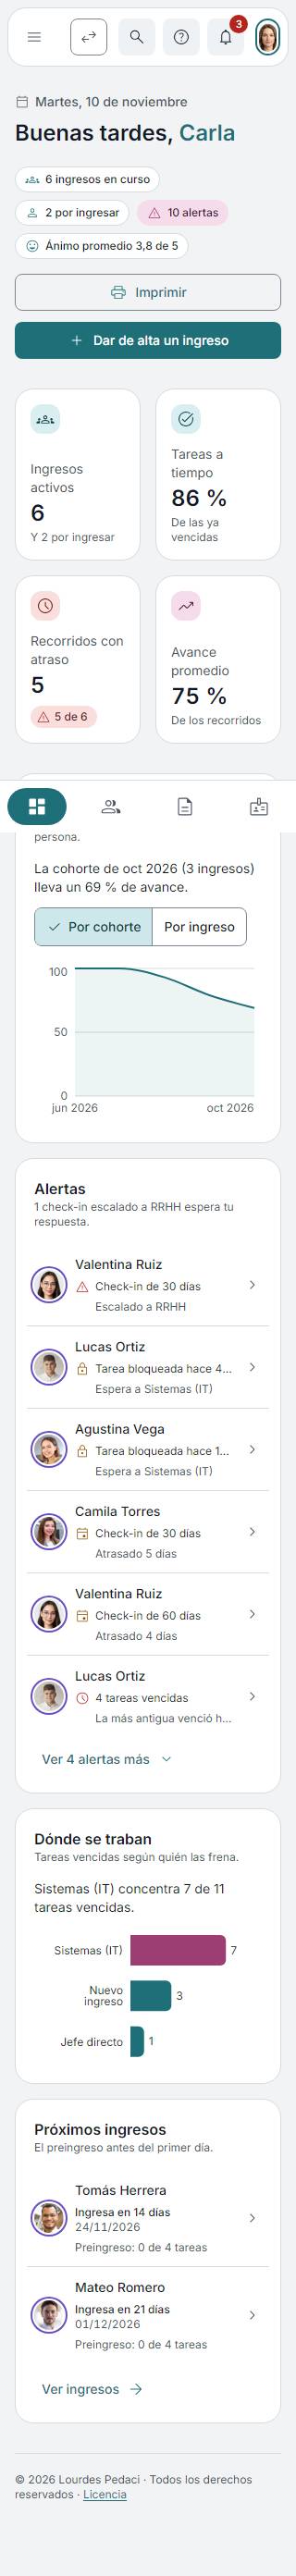 3
Martes, 10 de noviembre
Buenas tardes, Carla
6 ingresos en curso
2 por ingresar
10 alertas
Ánimo promedio 3,8 de 5
Imprimir
Dar de alta un ingreso
Ingresos
activos
6
Y 2 por ingresar
Tareas a
tiempo
86 %
De las ya
vencidas
Recorridos con
atraso
5
5 de 6
Avance
promedio
75 %
De los recorridos
persona.
La cohorte de oct 2026 (3 ingresos)
lleva un 69 % de avance.
Por cohorte
Por ingreso
100
50
0
jun 2026
oct 2026
Alertas
1 check-in escalado a RRHH espera tu
respuesta.
Valentina Ruiz
Check-in de 30 días
Escalado a RRHH
Lucas Ortiz
Tarea bloqueada hace 4...
Espera a Sistemas (IT)
Agustina Vega
Tarea bloqueada hace 1...
Espera a Sistemas (IT)
Camila Torres
Check-in de 30 días
Atrasado 5 días
Valentina Ruiz
Check-in de 60 días
Atrasado 4 días
Lucas Ortiz
4 tareas vencidas
La más antigua venció h...
Ver 4 alertas más
Dónde se traban
Tareas vencidas según quién las frena.
Sistemas (IT) concentra 7 de 11
tareas vencidas.
Sistemas (IT)
7
Nuevo
ingreso
3
Jefe directo
1
Próximos ingresos
El preingreso antes del primer día.
Tomás Herrera
Ingresa en 14 días
24/11/2026
Preingreso: 0 de 4 tareas
Mateo Romero
Ingresa en 21 días
01/12/2026
Preingreso: 0 de 4 tareas
Ver ingresos
© 2026 Lourdes Pedaci · Todos los derechos
reservados · Licencia